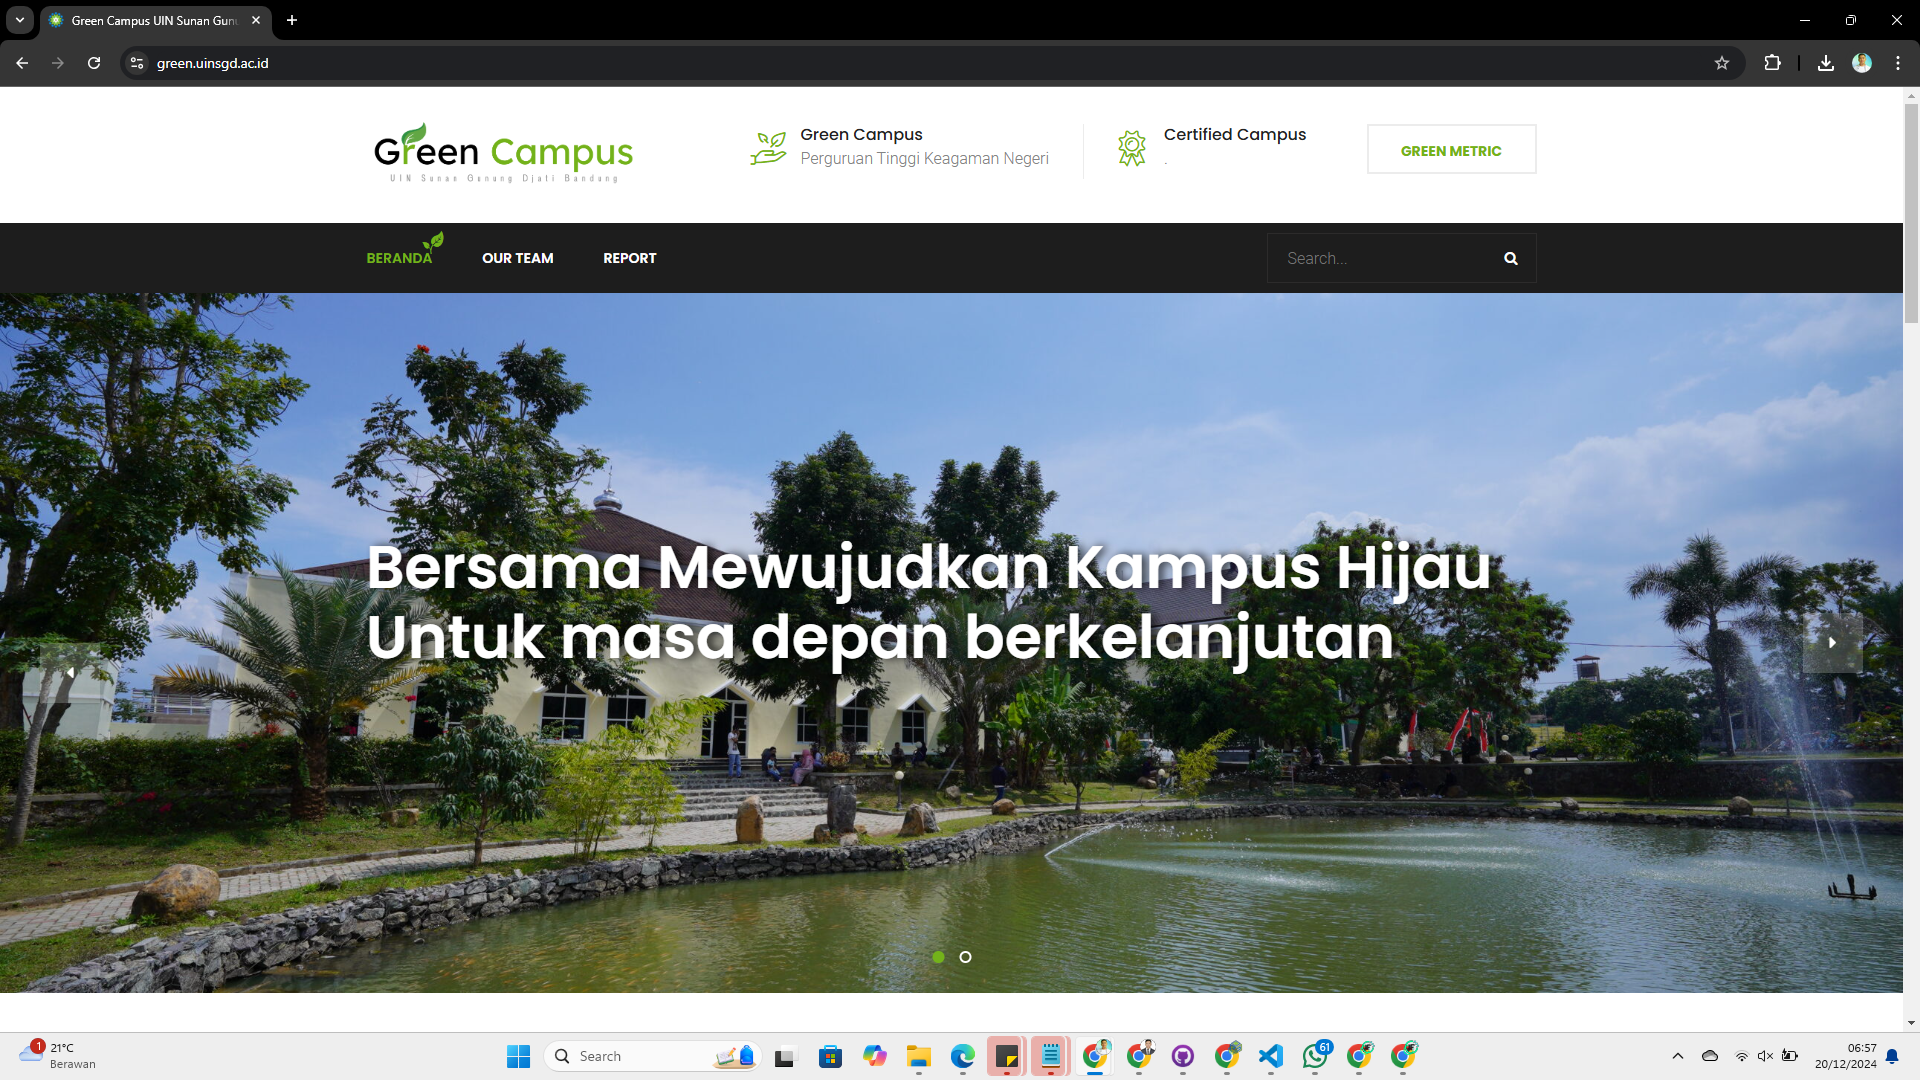 Green Campus UIN Sunan Gunu
green.uinsgd.ac.id
Green Campus
UIN Sunan Gunung Djati Bandung
Green Campus
Perguruan Tinggi Keagaman Negeri
Certified Campus
.
GREEN METRIC
BERANDA
OUR TEAM
REPORT
Search...
Bersama Mewujudkan Kampus Hijau
Untuk masa depan berkelanjutan
1
21°C
Berawan
Search
61
06:57
20/12/2024